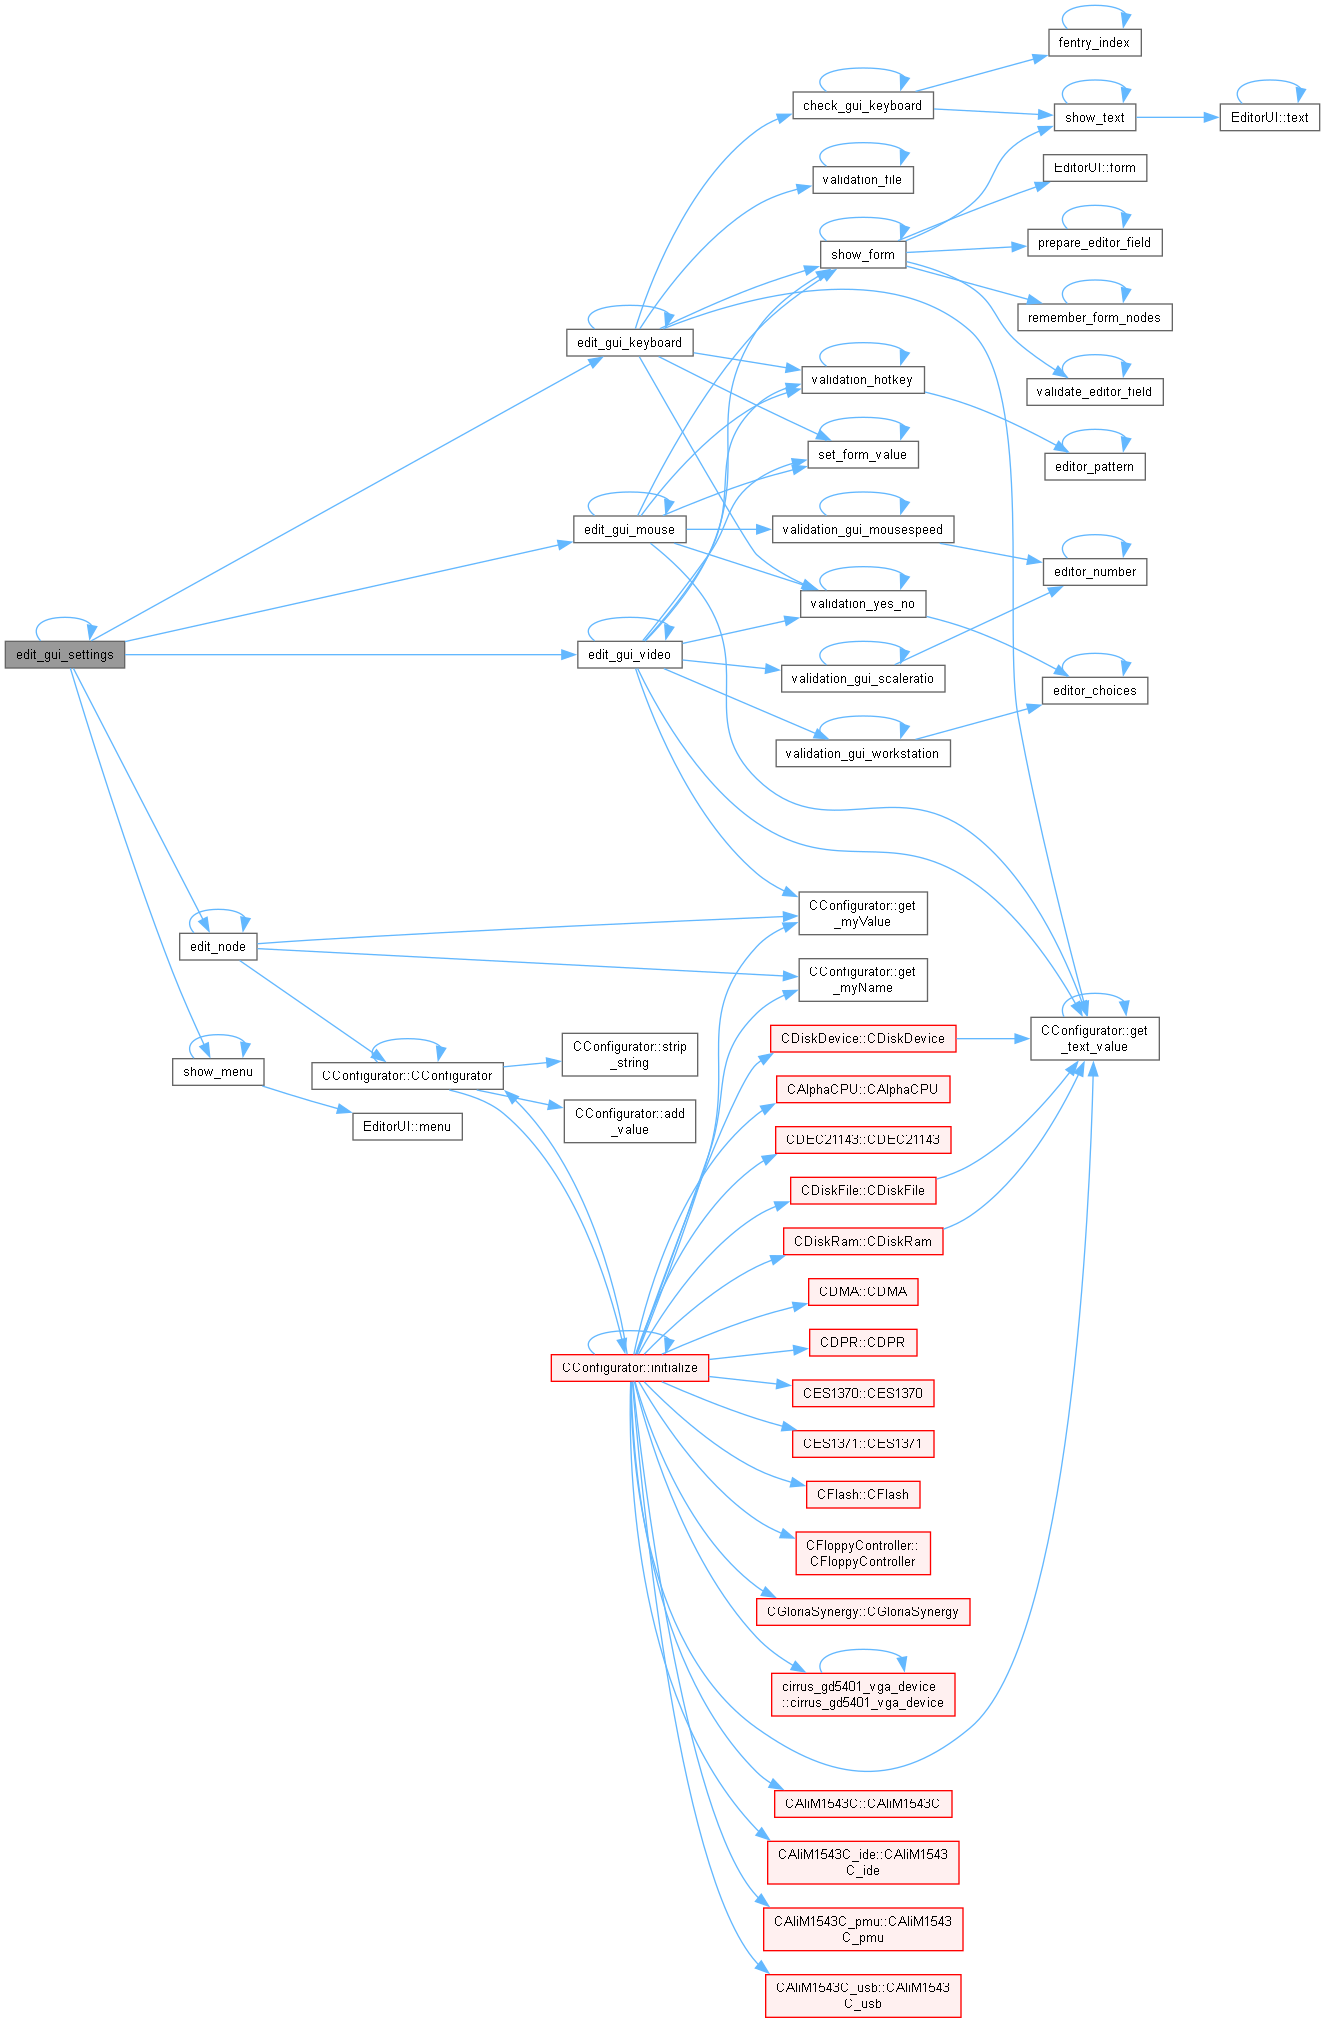 fentry_index
check_gui_keyboard
show_text
EditorUI::text
EditorUI::form
validation_file
prepare_editor_field
show_form
remember_form_nodes
edit_gui_keyboard
validation_hotkey
validate_editor_field
set_form_value
editor_pattern
edit_gui_mouse
validation_gui_mousespeed
editor_number
validation_yes_no
edit_gui_settings
edit_gui_video
validation_gui_scaleratio
editor_choices
validation_gui_workstation
CConfigurator::get
_myValue
edit_node
CConfigurator::get
_myName
CConfigurator::get
_text_value
CDiskDevice::CDiskDevice
CConfigurator::strip
_string
show_menu
CConfigurator::CConfigurator
CAlphaCPU::CAlphaCPU
EditorUI::menu
CConfigurator::add
_value
CDEC21143::CDEC21143
CDiskFile::CDiskFile
CDiskRam::CDiskRam
CDMA::CDMA
CDPR::CDPR
CConfigurator::initialize
CES1370::CES1370
CES1371::CES1371
CFlash::CFlash
CFloppyController::
CFloppyController
CGloriaSynergy::CGloriaSynergy
cirrus_gd5401_vga_device
::cirrus_gd5401_vga_device
CAliM1543C::CAliM1543C
CAliM1543C_ide::CAliM1543
C_ide
CAliM1543C_pmu::CAliM1543
C_pmu
CAliM1543C_usb::CAliM1543
C_usb